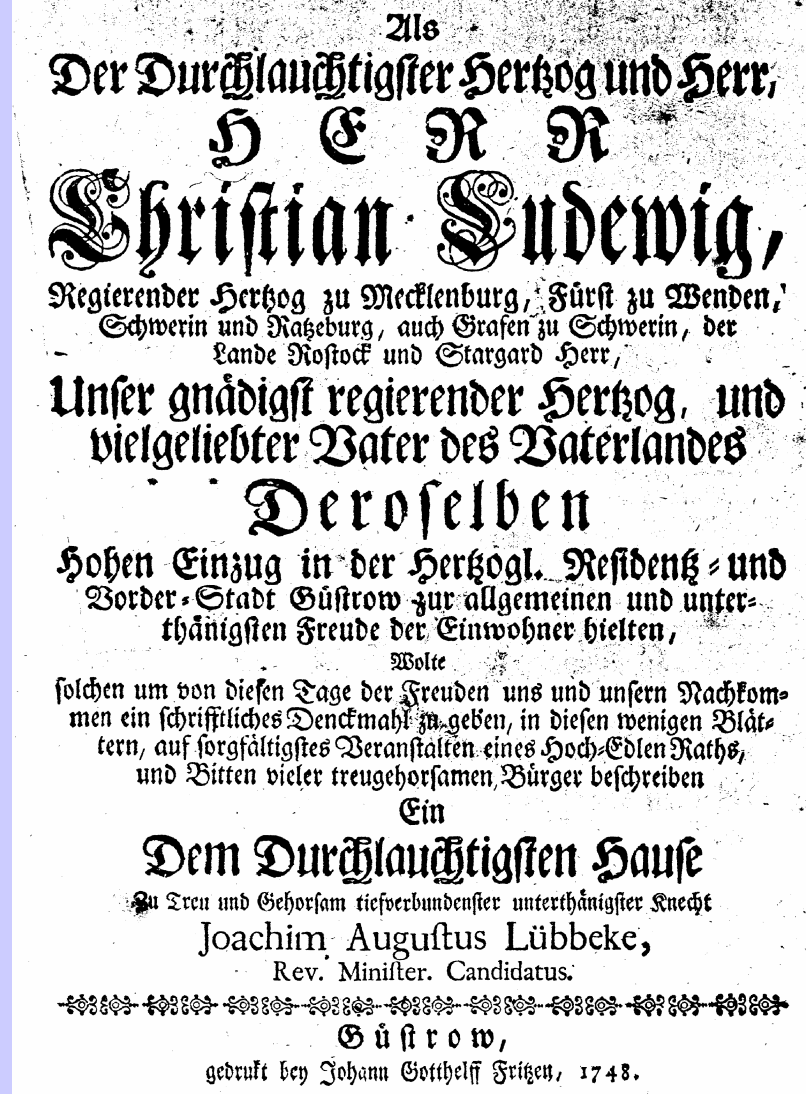 Als
Der Durchlauchtigster Hertzog und Herr,
HERR
Christian Ludewig,
Regierender Hertzog zu Mecklenburg, Fürst zu Wenden,
Schwerin und Ratzeburg, auch Grafen zu Schwerin, der
Lande Rostock und Stargard Herr,
Unser gnädigst regierender Hertzog, und
vielgeliebter Vater des Vaterlandes
Deroselben
Hohen Einzug in der Hertzogl. Residentz- und
Vorder-Stadt Güstrow zur allgemeinen und unter-
thänigsten Freude der Einwohner hielten,
Wolte
solchen um von diesen Tage der Freuden uns und unsern Nachkom-
men ein schrifftliches Denckmahl zu geben, in diesen wenigen Blät-
tern, auf sorgfältigstes Veranstalten eines Hoch-Edlen Raths,
und Bitten vieler treugehorsamen Bürger beschreiben
Ein
Dem Durchlauchtigsten Hause
Zu Treu und Gehorsam tiefverbundenster unterthänigster Knecht
Joachim Augustus Lübbeke,
Rev. Minister. Candidatus.
Güstrow,
gedrukt bey Johann Gotthelff Fritzen, 1748.